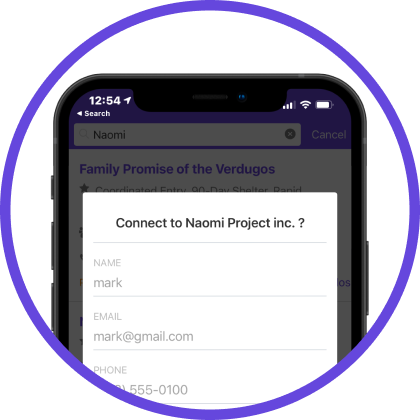 12:54
Search
Naomi
Cancel
Family Promise of the Verdugos
Coordinated Entry, 90-Day Shelter, Rapid
Connect to Naomi Project inc. ?
NAME
mark
EMAIL
mark@gmail.com
PHONE
555-0100